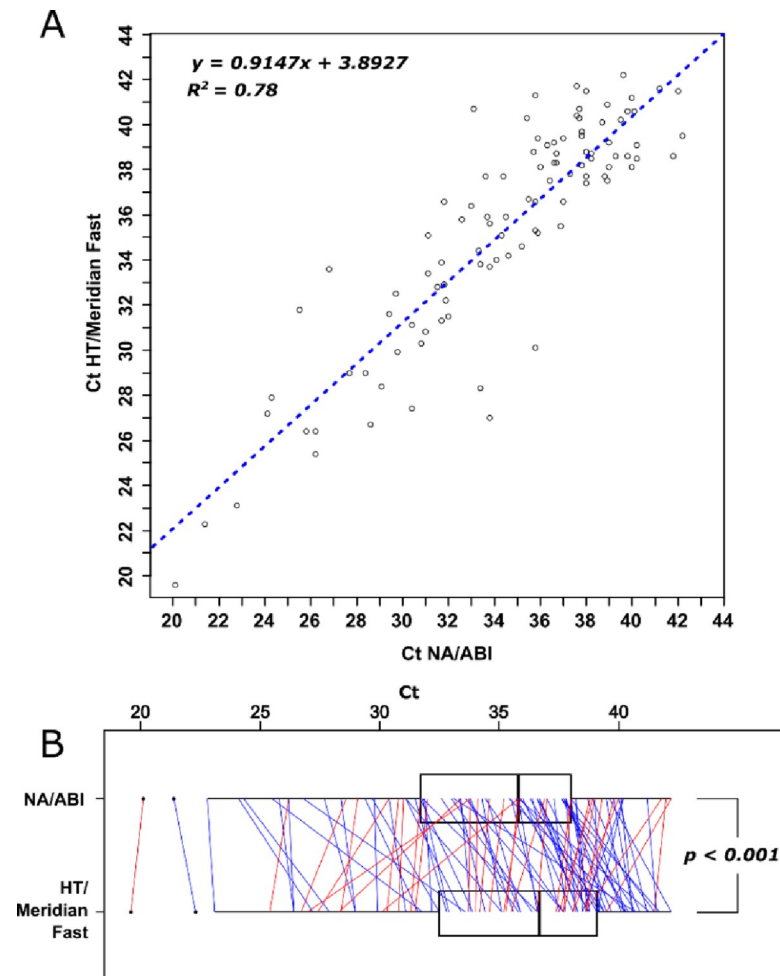 A
y = 0.9147x + 3.8927
R² = 0.78
44
42
40
38
36
34
32
30
28
26
24
22
20
Ct HT/Meridian Fast
20 22 24 26 28 30 32 34 36 38 40 42 44
Ct NA/ABI
Ct
20 25 30 35 40
B
NA/ABI
p < 0.001
HT/
Meridian
Fast